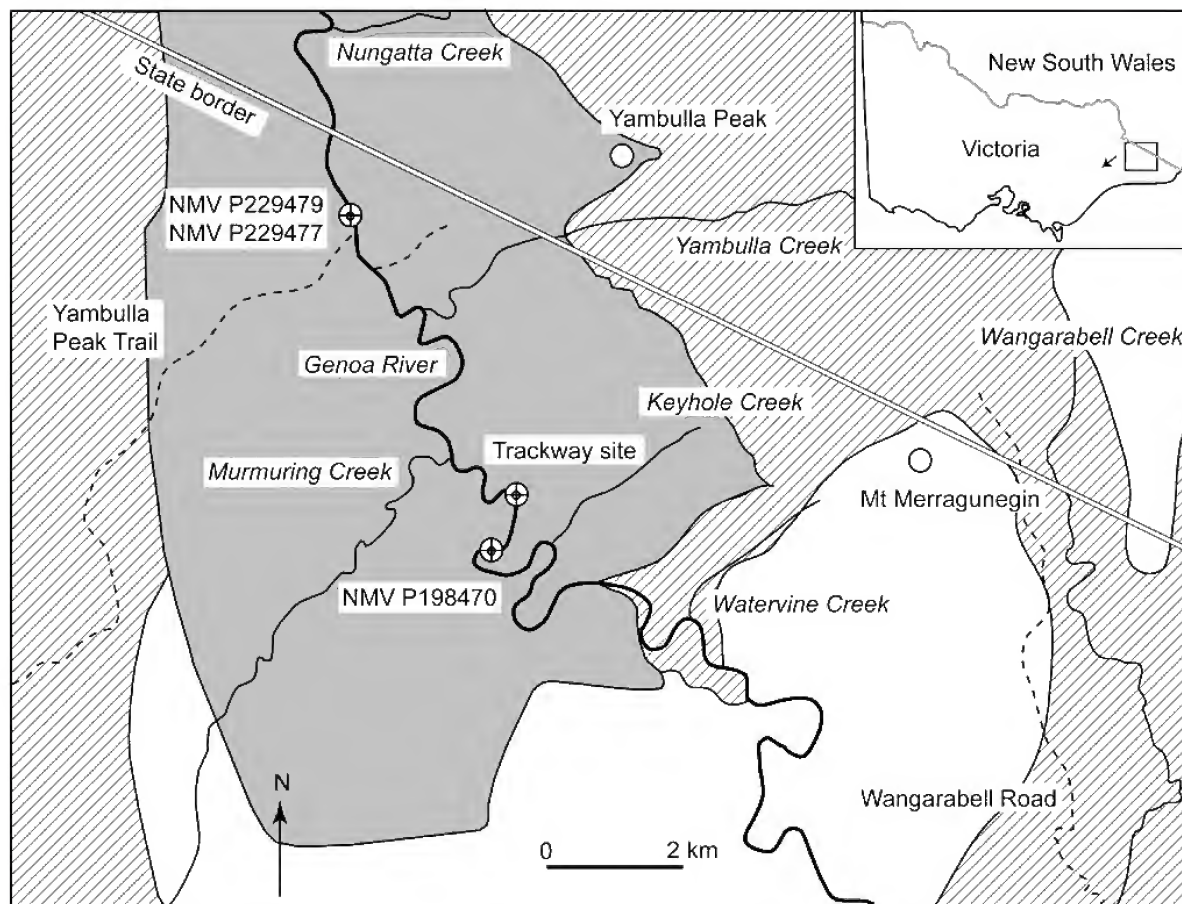 Nungatta Creek
State border
Yambulla Peak
New South Wales
Victoria
NMV P229479
NMV P229477
Yambulla Creek
Yambulla
Peak Trail
Wangarabell Creek
Genoa River
Keyhole Creek
Trackway site
Murmuring Creek
Mt Merragunegin
NMV P198470
Watervine Creek
N
Wangarabell Road
0 2 km